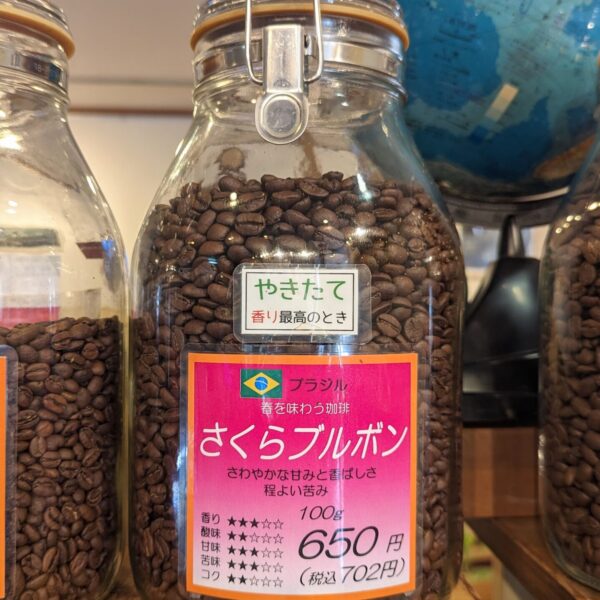 やきたて
香り最高のとき
ブラジル
春を味わう珈琲
さくらブルボン
さわやかな甘みと香ばしさ
程よい苦み
香り ★★★☆☆
酸味 ★★☆☆☆
甘味 ★★★☆☆
苦味 ★★★☆☆
コク ★★☆☆☆
100g
650円
(税込702円)